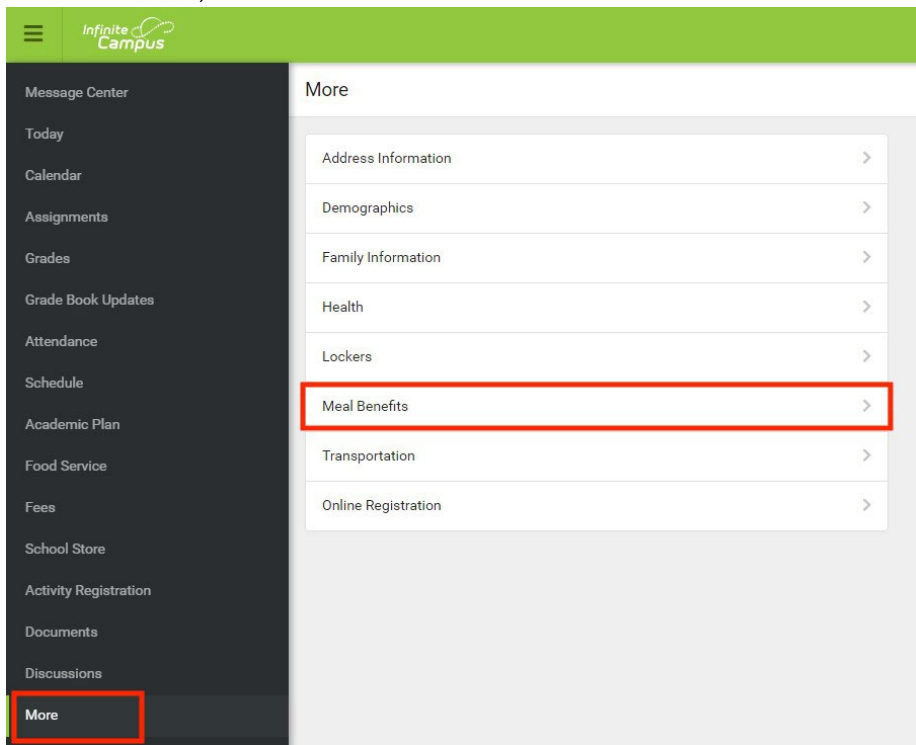 Infinite
Campus
Message Center
Today
Calendar
Assignments
Grades
Grade Book Updates
Attendance
Schedule
Academic Plan
Food Service
Fees
School Store
Activity Registration
Documents
Discussions
More
More
Address Information
Demographics
Family Information
Health
Lockers
Meal Benefits
Transportation
Online Registration